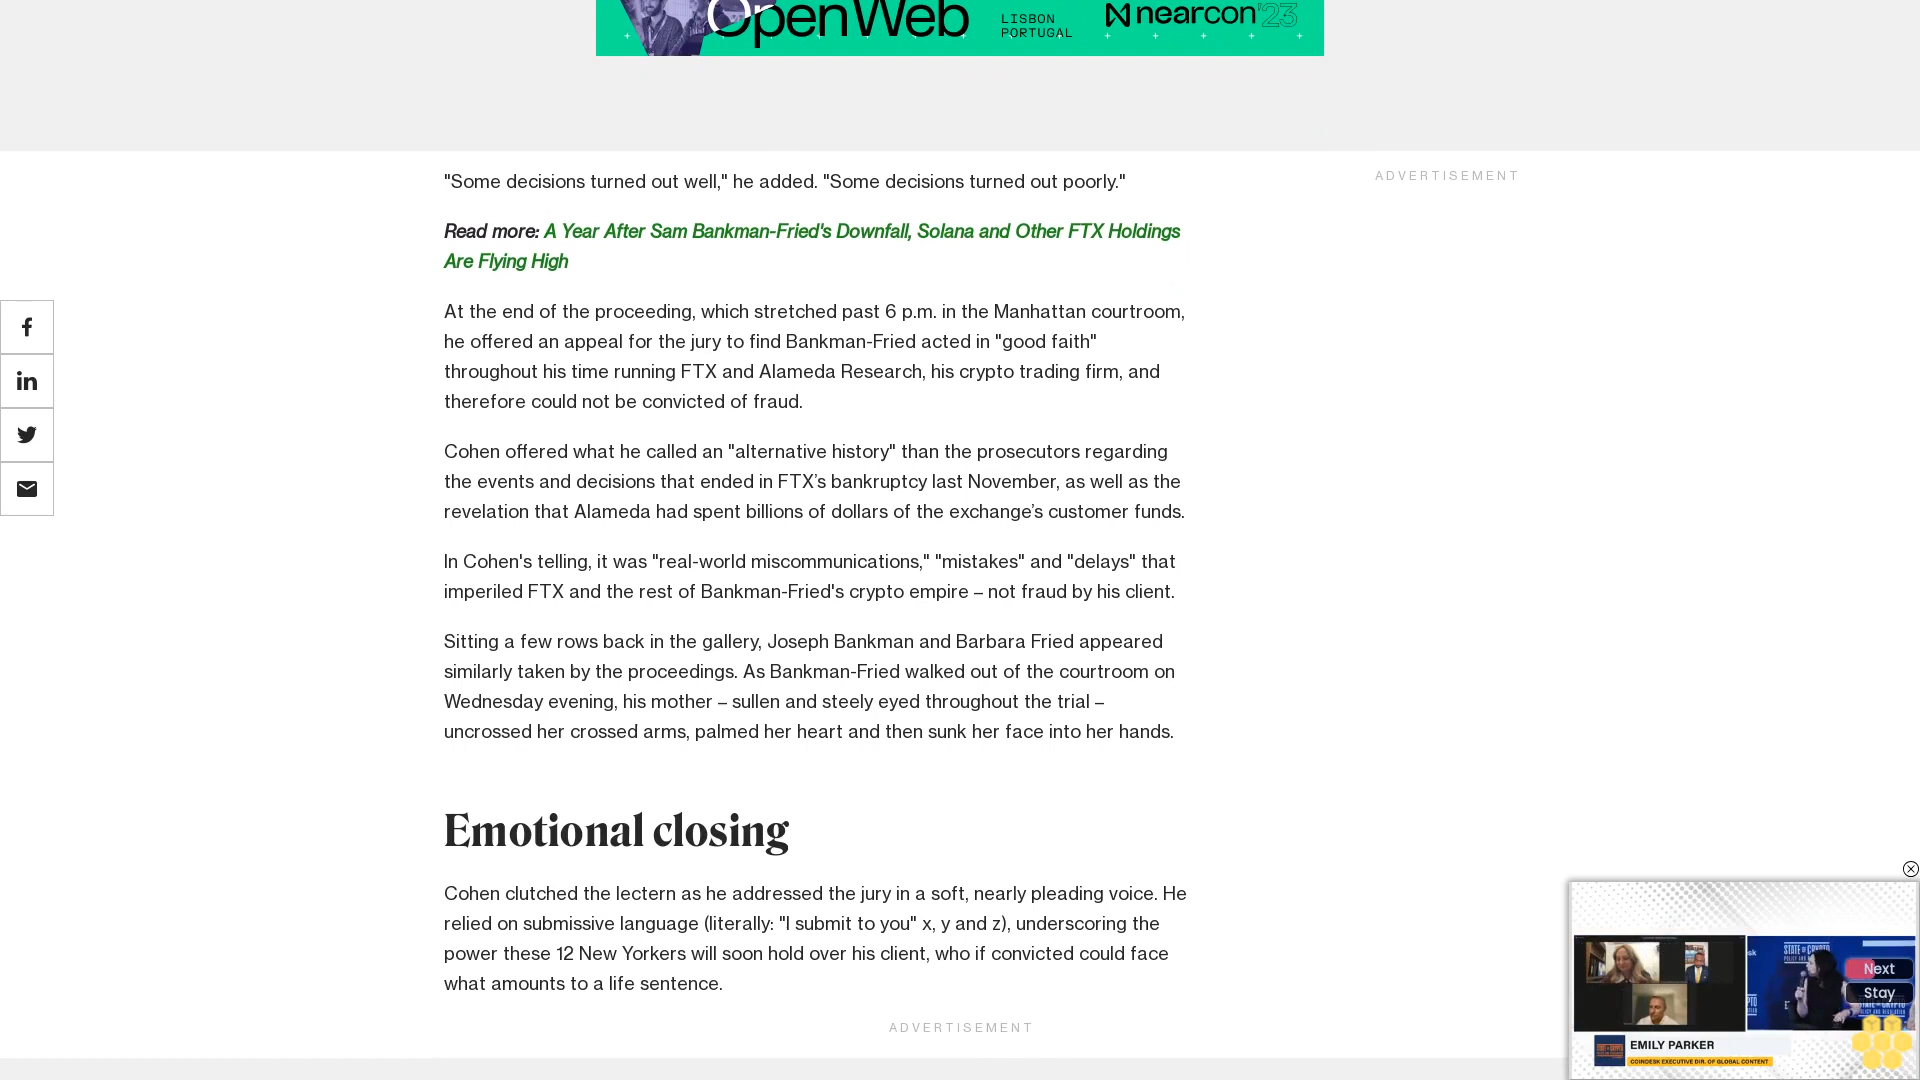 OpenWeb
LISBON
PORTUGAL
nearcon'23
"Some decisions turned out well," he added. "Some decisions turned out poorly."
ADVERTISEMENT
Read more: A Year After Sam Bankman-Fried's Downfall, Solana and Other FTX Holdings
Are Flying High
At the end of the proceeding, which stretched past 6 p.m. in the Manhattan courtroom,
he offered an appeal for the jury to find Bankman-Fried acted in "good faith"
throughout his time running FTX and Alameda Research, his crypto trading firm, and
therefore could not be convicted of fraud.
Cohen offered what he called an "alternative history" than the prosecutors regarding
the events and decisions that ended in FTX’s bankruptcy last November, as well as the
revelation that Alameda had spent billions of dollars of the exchange’s customer funds.
In Cohen's telling, it was "real-world miscommunications," "mistakes" and "delays" that
imperiled FTX and the rest of Bankman-Fried's crypto empire – not fraud by his client.
Sitting a few rows back in the gallery, Joseph Bankman and Barbara Fried appeared
similarly taken by the proceedings. As Bankman-Fried walked out of the courtroom on
Wednesday evening, his mother – sullen and steely eyed throughout the trial –
uncrossed her crossed arms, palmed her heart and then sunk her face into her hands.
Emotional closing
Cohen clutched the lectern as he addressed the jury in a soft, nearly pleading voice. He
relied on submissive language (literally: "I submit to you" x, y and z), underscoring the
power these 12 New Yorkers will soon hold over his client, who if convicted could face
what amounts to a life sentence.
ADVERTISEMENT
STATE OF CRYPTO
Next
Stay
EMILY PARKER
COINDESK EXECUTIVE DIR. OF GLOBAL CONTENT